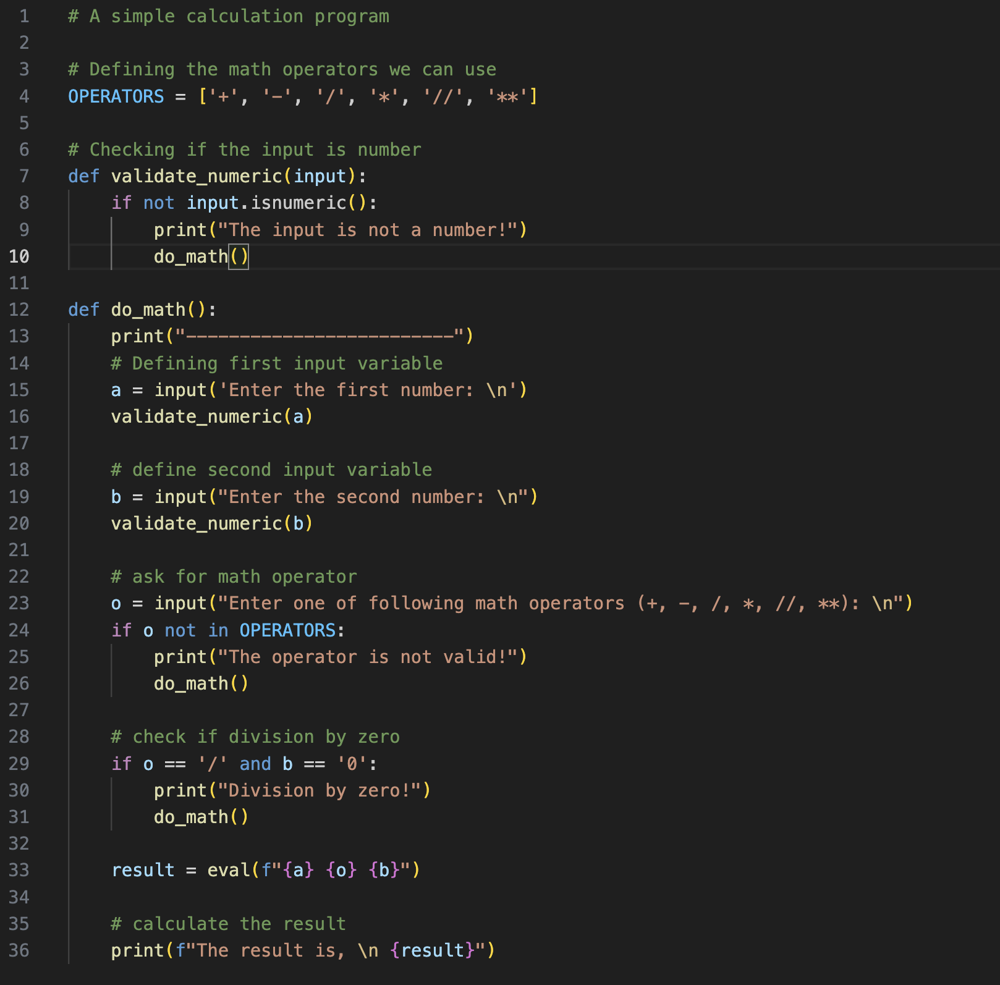 1 # A simple calculation program
2
3 # Defining the math operators we can use
4 OPERATORS = ['+', '-', '/', '*', '//', '**']
5
6 # Checking if the input is number
7 def validate_numeric(input):
8     if not input.isnumeric():
9         print("The input is not a number!")
10         do_math()
11
12 def do_math():
13     print("-------------------------")
14     # Defining first input variable
15     a = input('Enter the first number: \n')
16     validate_numeric(a)
17
18     # define second input variable
19     b = input("Enter the second number: \n")
20     validate_numeric(b)
21
22     # ask for math operator
23     o = input("Enter one of following math operators (+, -, /, *, //, **): \n")
24     if o not in OPERATORS:
25         print("The operator is not valid!")
26         do_math()
27
28     # check if division by zero
29     if o == '/' and b == '0':
30         print("Division by zero!")
31         do_math()
32
33     result = eval(f"{a} {o} {b}")
34
35     # calculate the result
36     print(f"The result is, \n {result}")